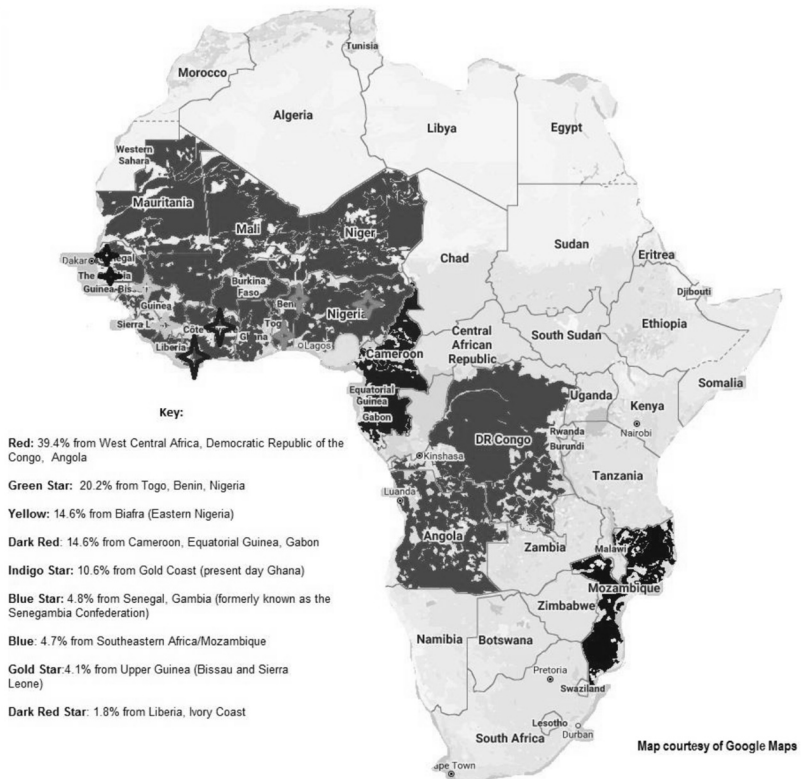 Tunisia
Morocco
Algeria
Libya
Egypt
Western
Sahara
Mauritania
Mali
Niger
Chad
Sudan
Eritrea
Dakar
The
Guinea-Bis
Djibouti
Guinea
Burkina
Faso
Beni
Nigeria
Sierra L
Côte
Gh na
Tog
Lagos
Liberia
South Sudan
Ethiopia
Central
African
Republic
Cameroon
Somalia
Equatorial
Guinea
Gabon
Uganda
Kenya
Nairobi
DR Congo
Rwanda
Burundi
Kinshasa
Tanzania
Luanda
Angola
Zambia
Malawi
Mozambique
Zimbabwe
Namibia
Botswana
Pretoria
Swaziland
Lesotho
Durban
South Africa
ape Town
Key:
Red: 39.4% from West Central Africa, Democratic Republic of the
Congo, Angola
Green Star: 20.2% from Togo, Benin, Nigeria
Yellow: 14.6% from Biafra (Eastern Nigeria)
Dark Red: 14.6% from Cameroon, Equatorial Guinea, Gabon
Indigo Star: 10.6% from Gold Coast (present day Ghana)
Blue Star: 4.8% from Senegal, Gambia (formerly known as the
Senegambia Confederation)
Blue: 4.7% from Southeastern Africa/Mozambique
Gold Star:4.1% from Upper Guinea (Bissau and Sierra
Leone)
Dark Red Star: 1.8% from Liberia, Ivory Coast
Map courtesy of Google Maps